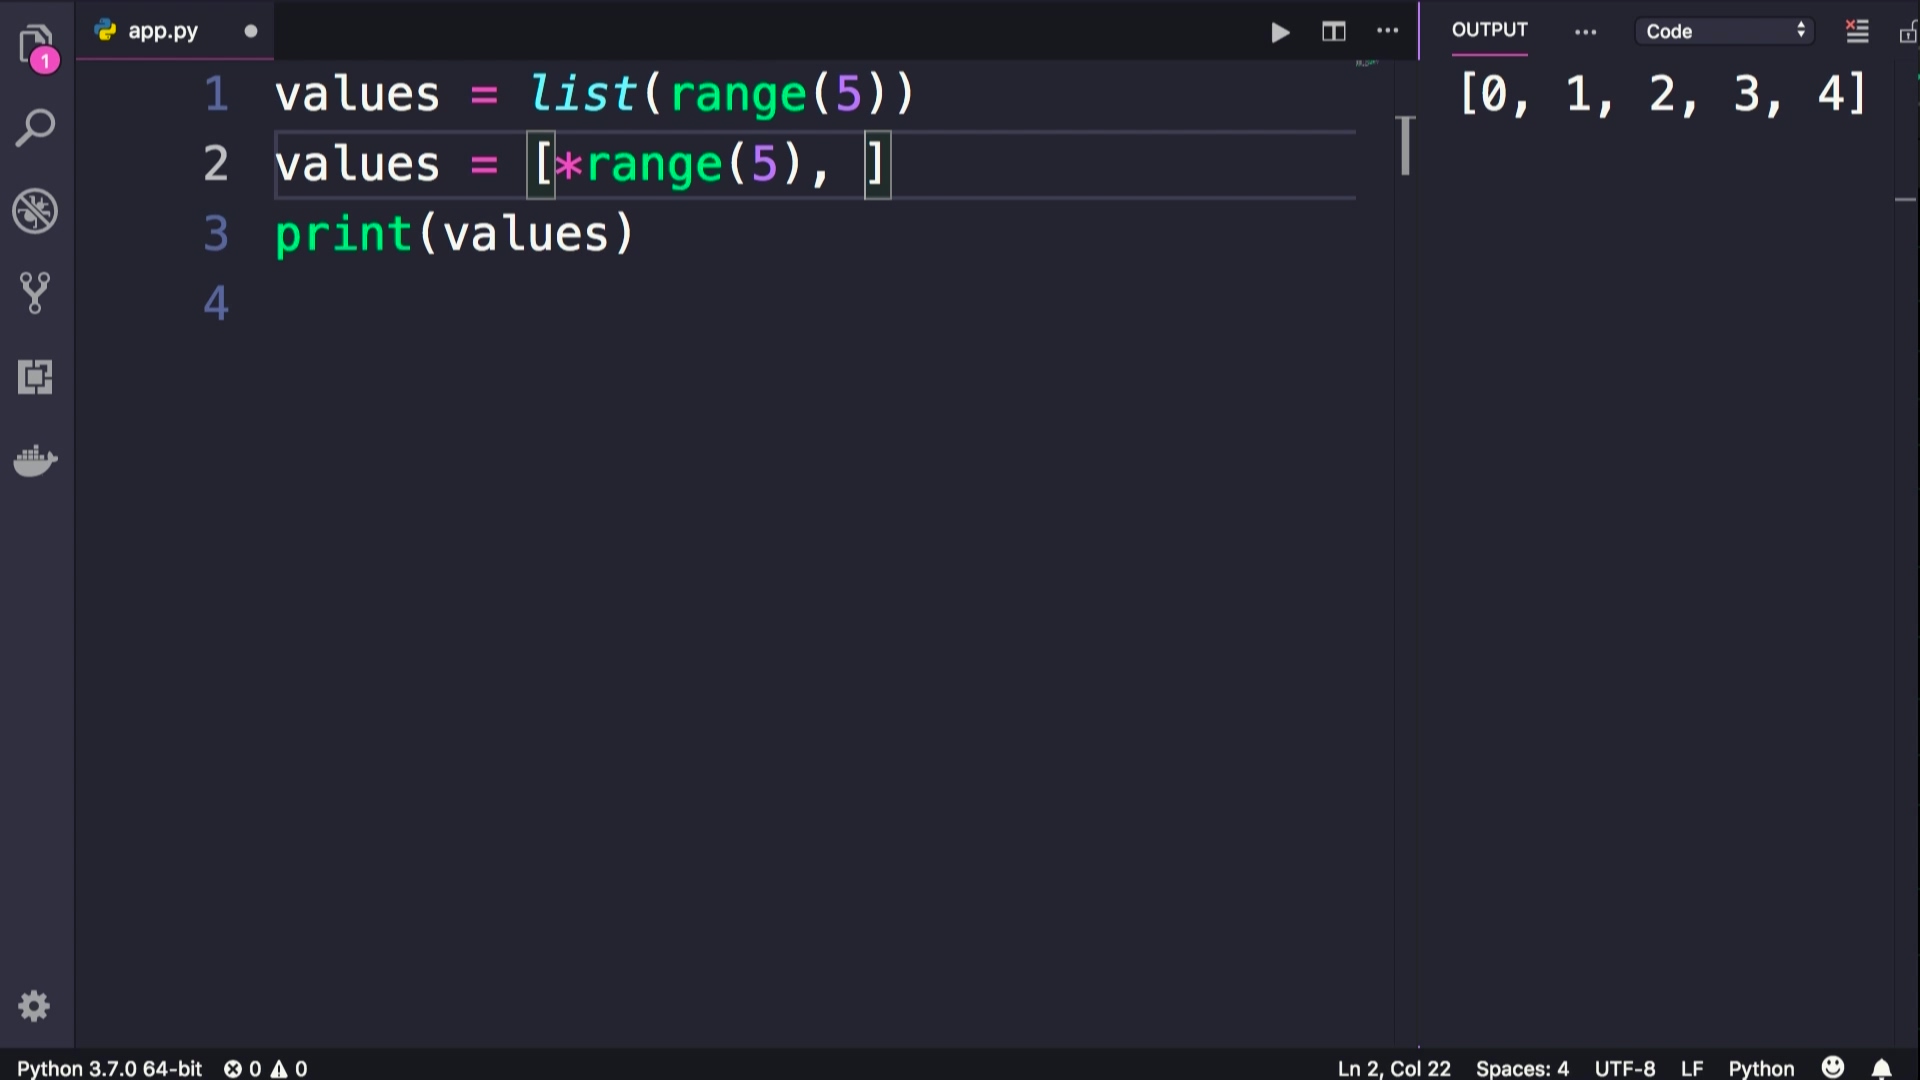 app.py
OUTPUT
Code
1
1 values = list(range(5))
2 values = [*range(5), ]
3 print(values)
4
[0, 1, 2, 3, 4]
Python 3.7.0 64-bit 0 0
Ln 2, Col 22 Spaces: 4 UTF-8 LF Python